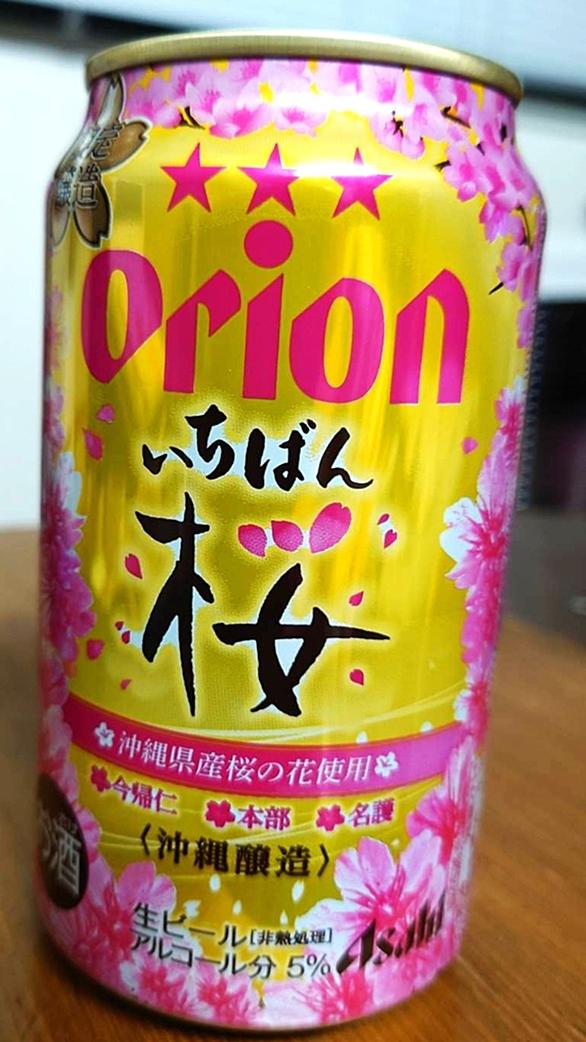 Orion
いちばん
桜
沖縄県産桜の花使用
今帰仁 本部 名護
〈沖縄醸造〉
生ビール[非熱処理]
アルコール分 5%
Asahi
酒